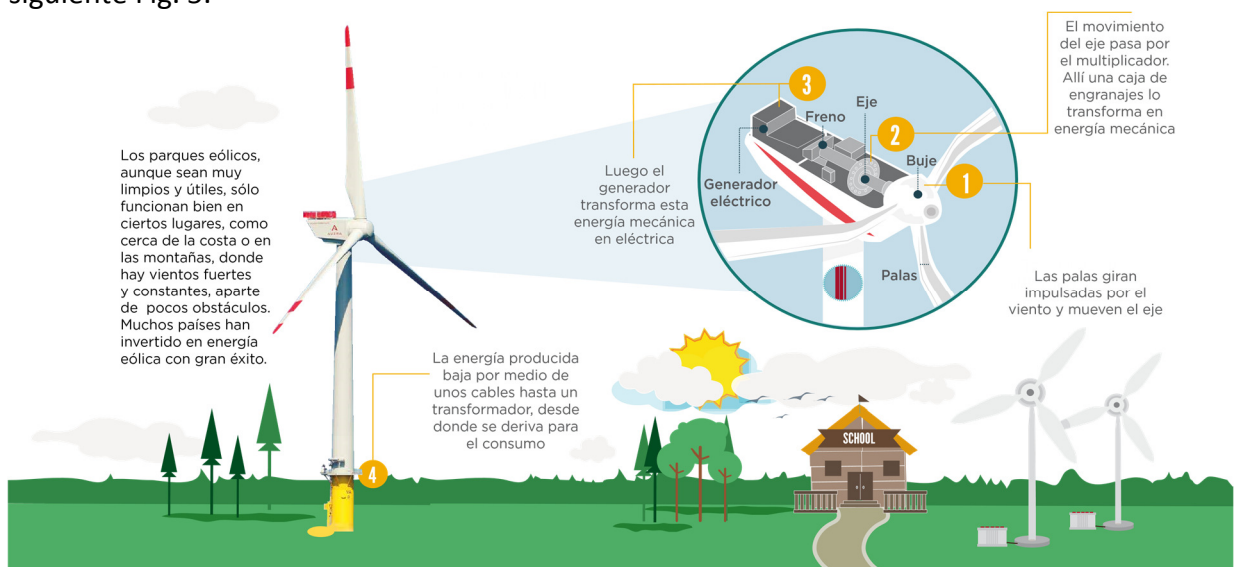 siguiente Fig.
El movimiento
del eje pasa por
el multiplicador.
Allí una caja de
engranajes lo
transforma en
energía mecánica
3
Eje
Freno
2
Buje
1
Generador
eléctrico
Palas
Luego el
generador
transforma esta
energía mecánica
en eléctrica
Los parques eólicos,
aunque sean muy
limpios y útiles, sólo
funcionan bien en
ciertos lugares, como
cerca de la costa o en
las montañas, donde
hay vientos fuertes
y constantes, aparte
de pocos obstáculos.
Muchos países han
invertido en energía
eólica con gran éxito.
Las palas giran
impulsadas por el
viento y mueven el eje
La energía producida
baja por medio de
unos cables hasta un
transformador, desde
donde se deriva para
el consumo
4
SCHOOL